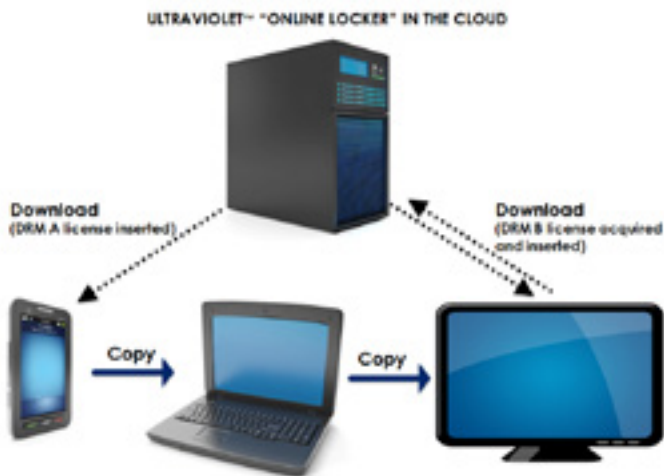 ULTRAVIOLET™ “ONLINE LOCKER” IN THE CLOUD
Download
(DRM A license inserted)
Download
(DRM B license acquired
and inserted)
Copy
Copy